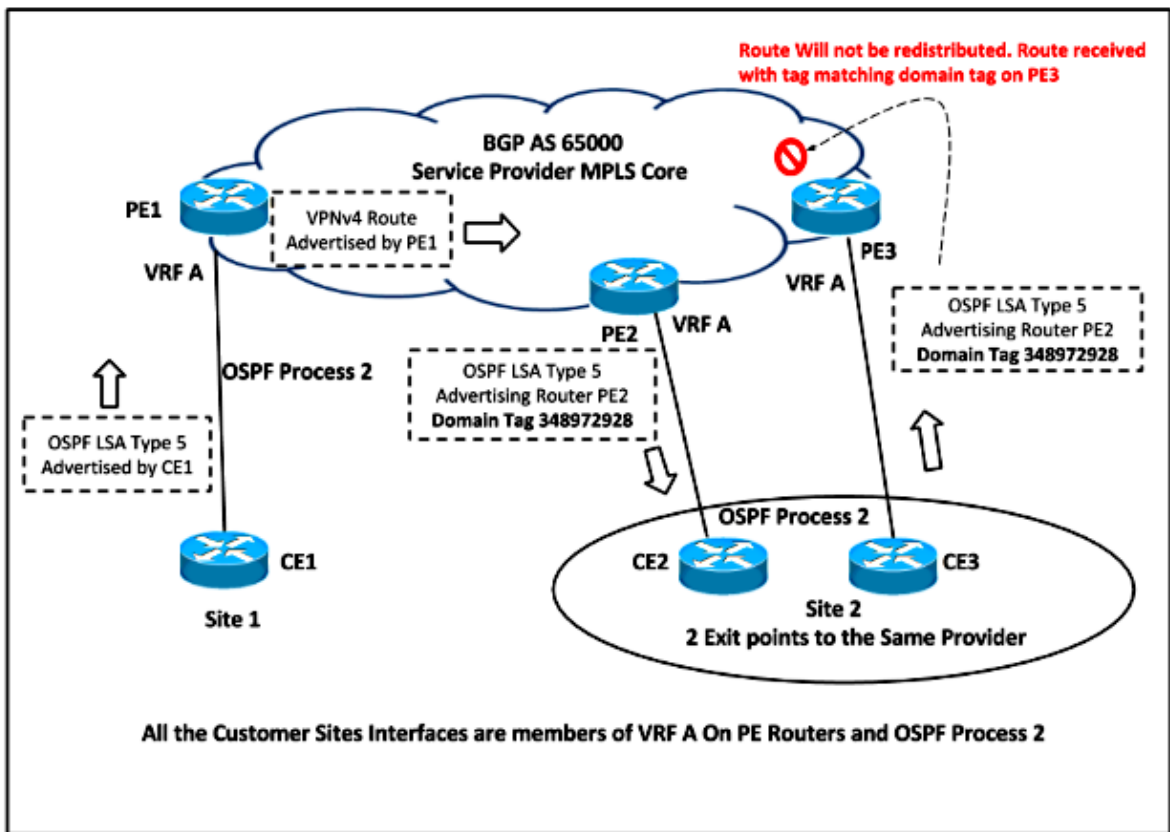 Route Will not be redistributed. Route received
with tag matching domain tag on PE3
BGP AS 65000
Service Provider MPLS Core
PE1
VPNv4 Route
Advertised by PE1
PE3
VRF A
VRF A
PE2
VRF A
OSPF LSA Type 5
Advertising Router PE2
Domain Tag 348972928
OSPF Process 2
OSPF LSA Type 5
Advertising Router PE2
Domain Tag 348972928
OSPF LSA Type 5
Advertised by CE1
OSPF Process 2
CE1
CE2
CE3
Site 1
Site 2
2 Exit points to the Same Provider
All the Customer Sites Interfaces are members of VRF A On PE Routers and OSPF Process 2